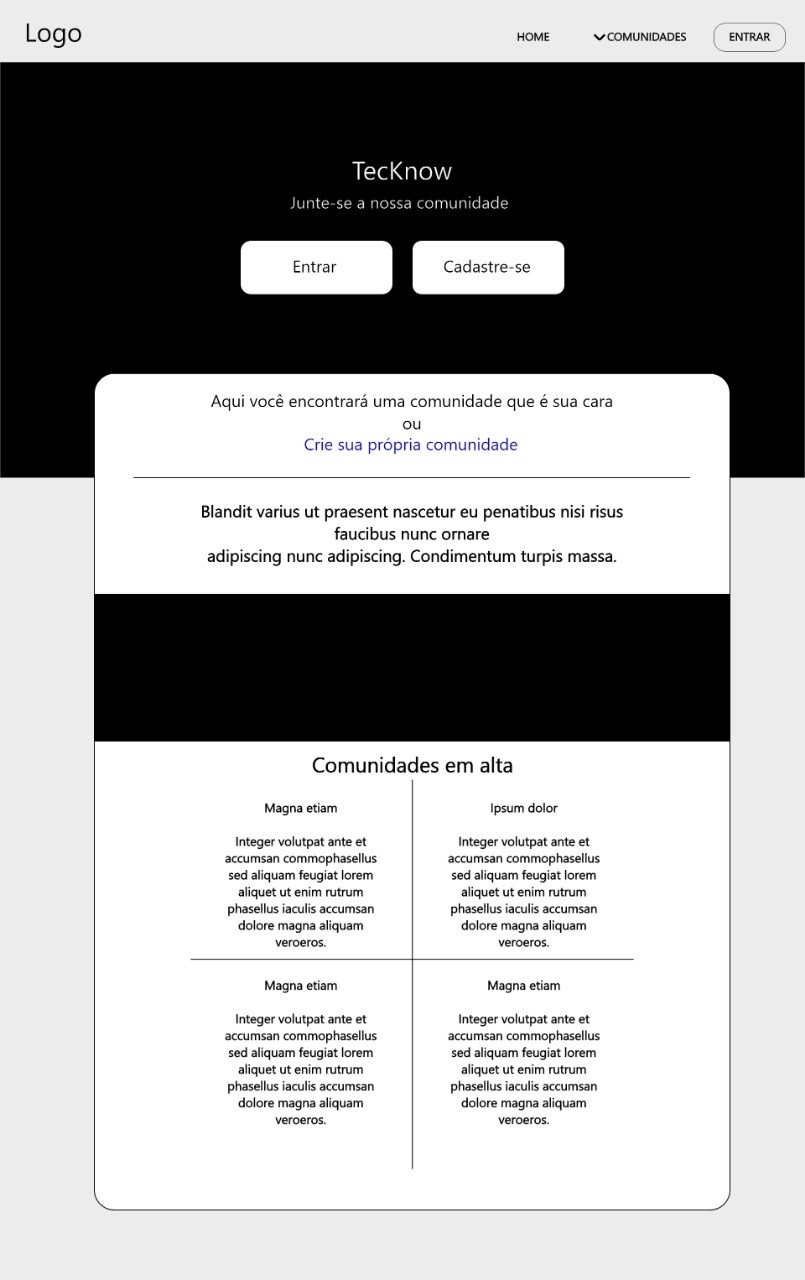 Logo
HOME
COMUNIDADES
ENTRAR
TecKnow
Junte-se a nossa comunidade
Entrar
Cadastre-se
Aqui você encontrará uma comunidade que é sua cara
ou
Crie sua própria comunidade
Blandit varius ut praesent nascetur eu penatibus nisi risus
faucibus nunc ornare
adipiscing nunc adipiscing. Condimentum turpis massa.
Comunidades em alta
Magna etiam
Integer volutpat ante et
accumsan commophasellus
sed aliquam feugiat lorem
aliquet ut enim rutrum
phasellus iaculis accumsan
dolore magna aliquam
veroeros.
Ipsum dolor
Integer volutpat ante et
accumsan commophasellus
sed aliquam feugiat lorem
aliquet ut enim rutrum
phasellus iaculis accumsan
dolore magna aliquam
veroeros.
Magna etiam
Integer volutpat ante et
accumsan commophasellus
sed aliquam feugiat lorem
aliquet ut enim rutrum
phasellus iaculis accumsan
dolore magna aliquam
veroeros.
Magna etiam
Integer volutpat ante et
accumsan commophasellus
sed aliquam feugiat lorem
aliquet ut enim rutrum
phasellus iaculis accumsan
dolore magna aliquam
veroeros.